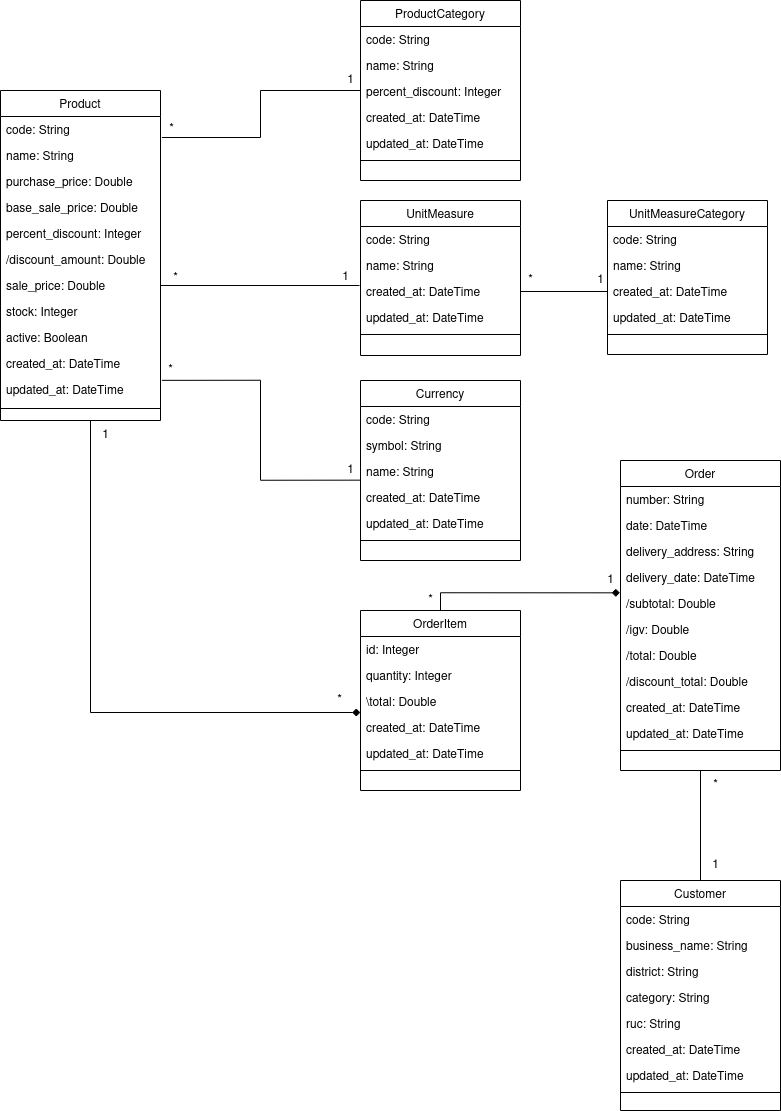 ProductCategory
code: String
name: String
percent_discount: Integer
created_at: DateTime
updated_at: DateTime
1
*
Product
code: String
name: String
purchase_price: Double
base_sale_price: Double
percent_discount: Integer
/discount_amount: Double
sale_price: Double
stock: Integer
active: Boolean
created_at: DateTime
updated_at: DateTime
*
1
UnitMeasure
code: String
name: String
created_at: DateTime
updated_at: DateTime
*
1
UnitMeasureCategory
code: String
name: String
created_at: DateTime
updated_at: DateTime
*
1
Currency
code: String
symbol: String
name: String
created_at: DateTime
updated_at: DateTime
1
*
OrderItem
id: Integer
quantity: Integer
\total: Double
created_at: DateTime
updated_at: DateTime
*
1
Order
number: String
date: DateTime
delivery_address: String
delivery_date: DateTime
/subtotal: Double
/igv: Double
/total: Double
/discount_total: Double
created_at: DateTime
updated_at: DateTime
*
1
Customer
code: String
business_name: String
district: String
category: String
ruc: String
created_at: DateTime
updated_at: DateTime